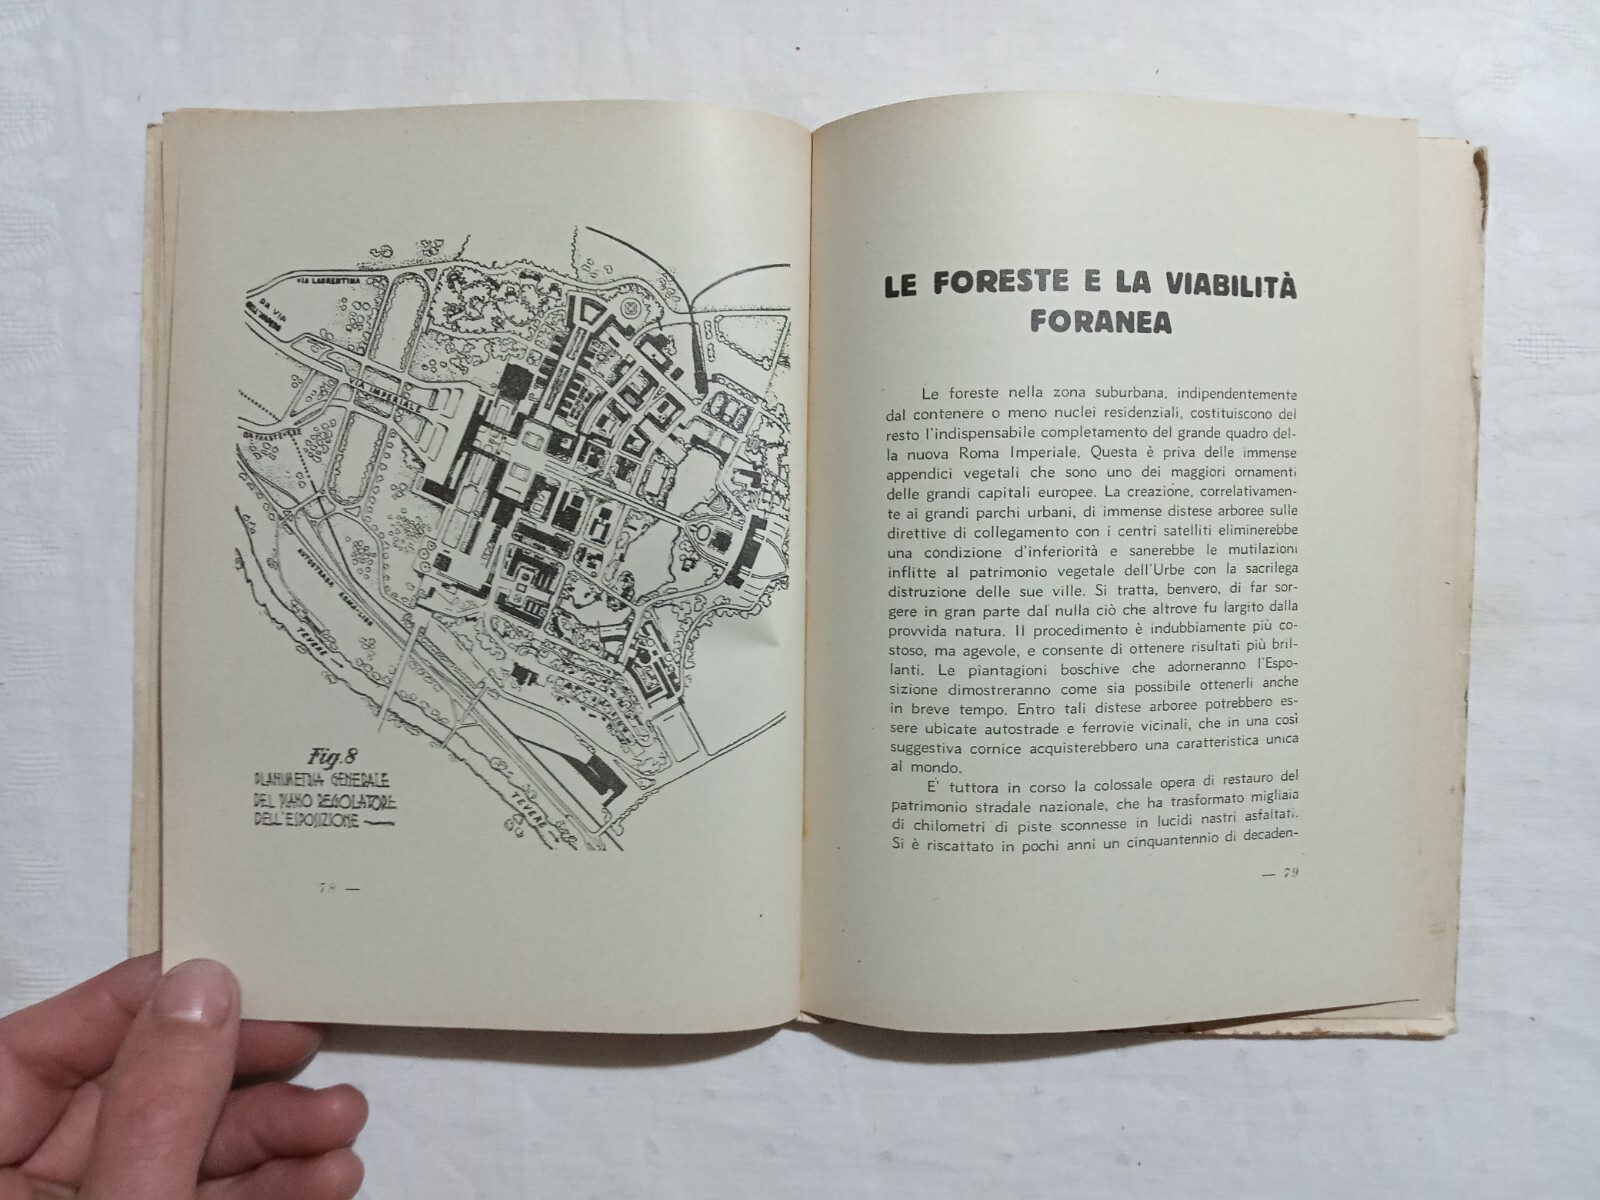 VIA LAURENTINA
DA VIA
DELL'IMPERO
VIA IMPERIALE
DA TRASTEVERE
AUTOSTRADA ROMA-LIDO
TEVERE
TEVERE
Fig. 8
PLANIMETRIA GENERALE
DEL PIANO REGOLATORE
DELL'ESPOSIZIONE
78 —
LE FORESTE E LA VIABILITÀ
FORANEA
Le foreste nella zona suburbana, indipendentemente
dal contenere o meno nuclei residenziali, costituiscono del
resto l'indispensabile completamento del grande quadro del-
la nuova Roma Imperiale. Questa è priva delle immense
appendici vegetali che sono uno dei maggiori ornamenti
delle grandi capitali europee. La creazione, correlativamen-
te ai grandi parchi urbani, di immense distese arboree sulle
direttive di collegamento con i centri satelliti eliminerebbe
una condizione d'inferiorità e sanerebbe le mutilazioni
inflitte al patrimonio vegetale dell'Urbe con la sacrilega
distruzione delle sue ville. Si tratta, benvero, di far sor-
gere in gran parte dal nulla ciò che altrove fu largito dalla
provvida natura. Il procedimento è indubbiamente più co-
stoso, ma agevole, e consente di ottenere risultati più bril-
lanti. Le piantagioni boschive che adorneranno l'Espo-
sizione dimostreranno come sia possibile ottenerli anche
in breve tempo. Entro tali distese arboree potrebbero es-
sere ubicate autostrade e ferrovie vicinali, che in una così
suggestiva cornice acquisterebbero una caratteristica unica
al mondo.
E' tuttora in corso la colossale opera di restauro del
patrimonio stradale nazionale, che ha trasformato migliaia
di chilometri di piste sconnesse in lucidi nastri asfaltati.
Si è riscattato in pochi anni un cinquantennio di decaden-
— 79